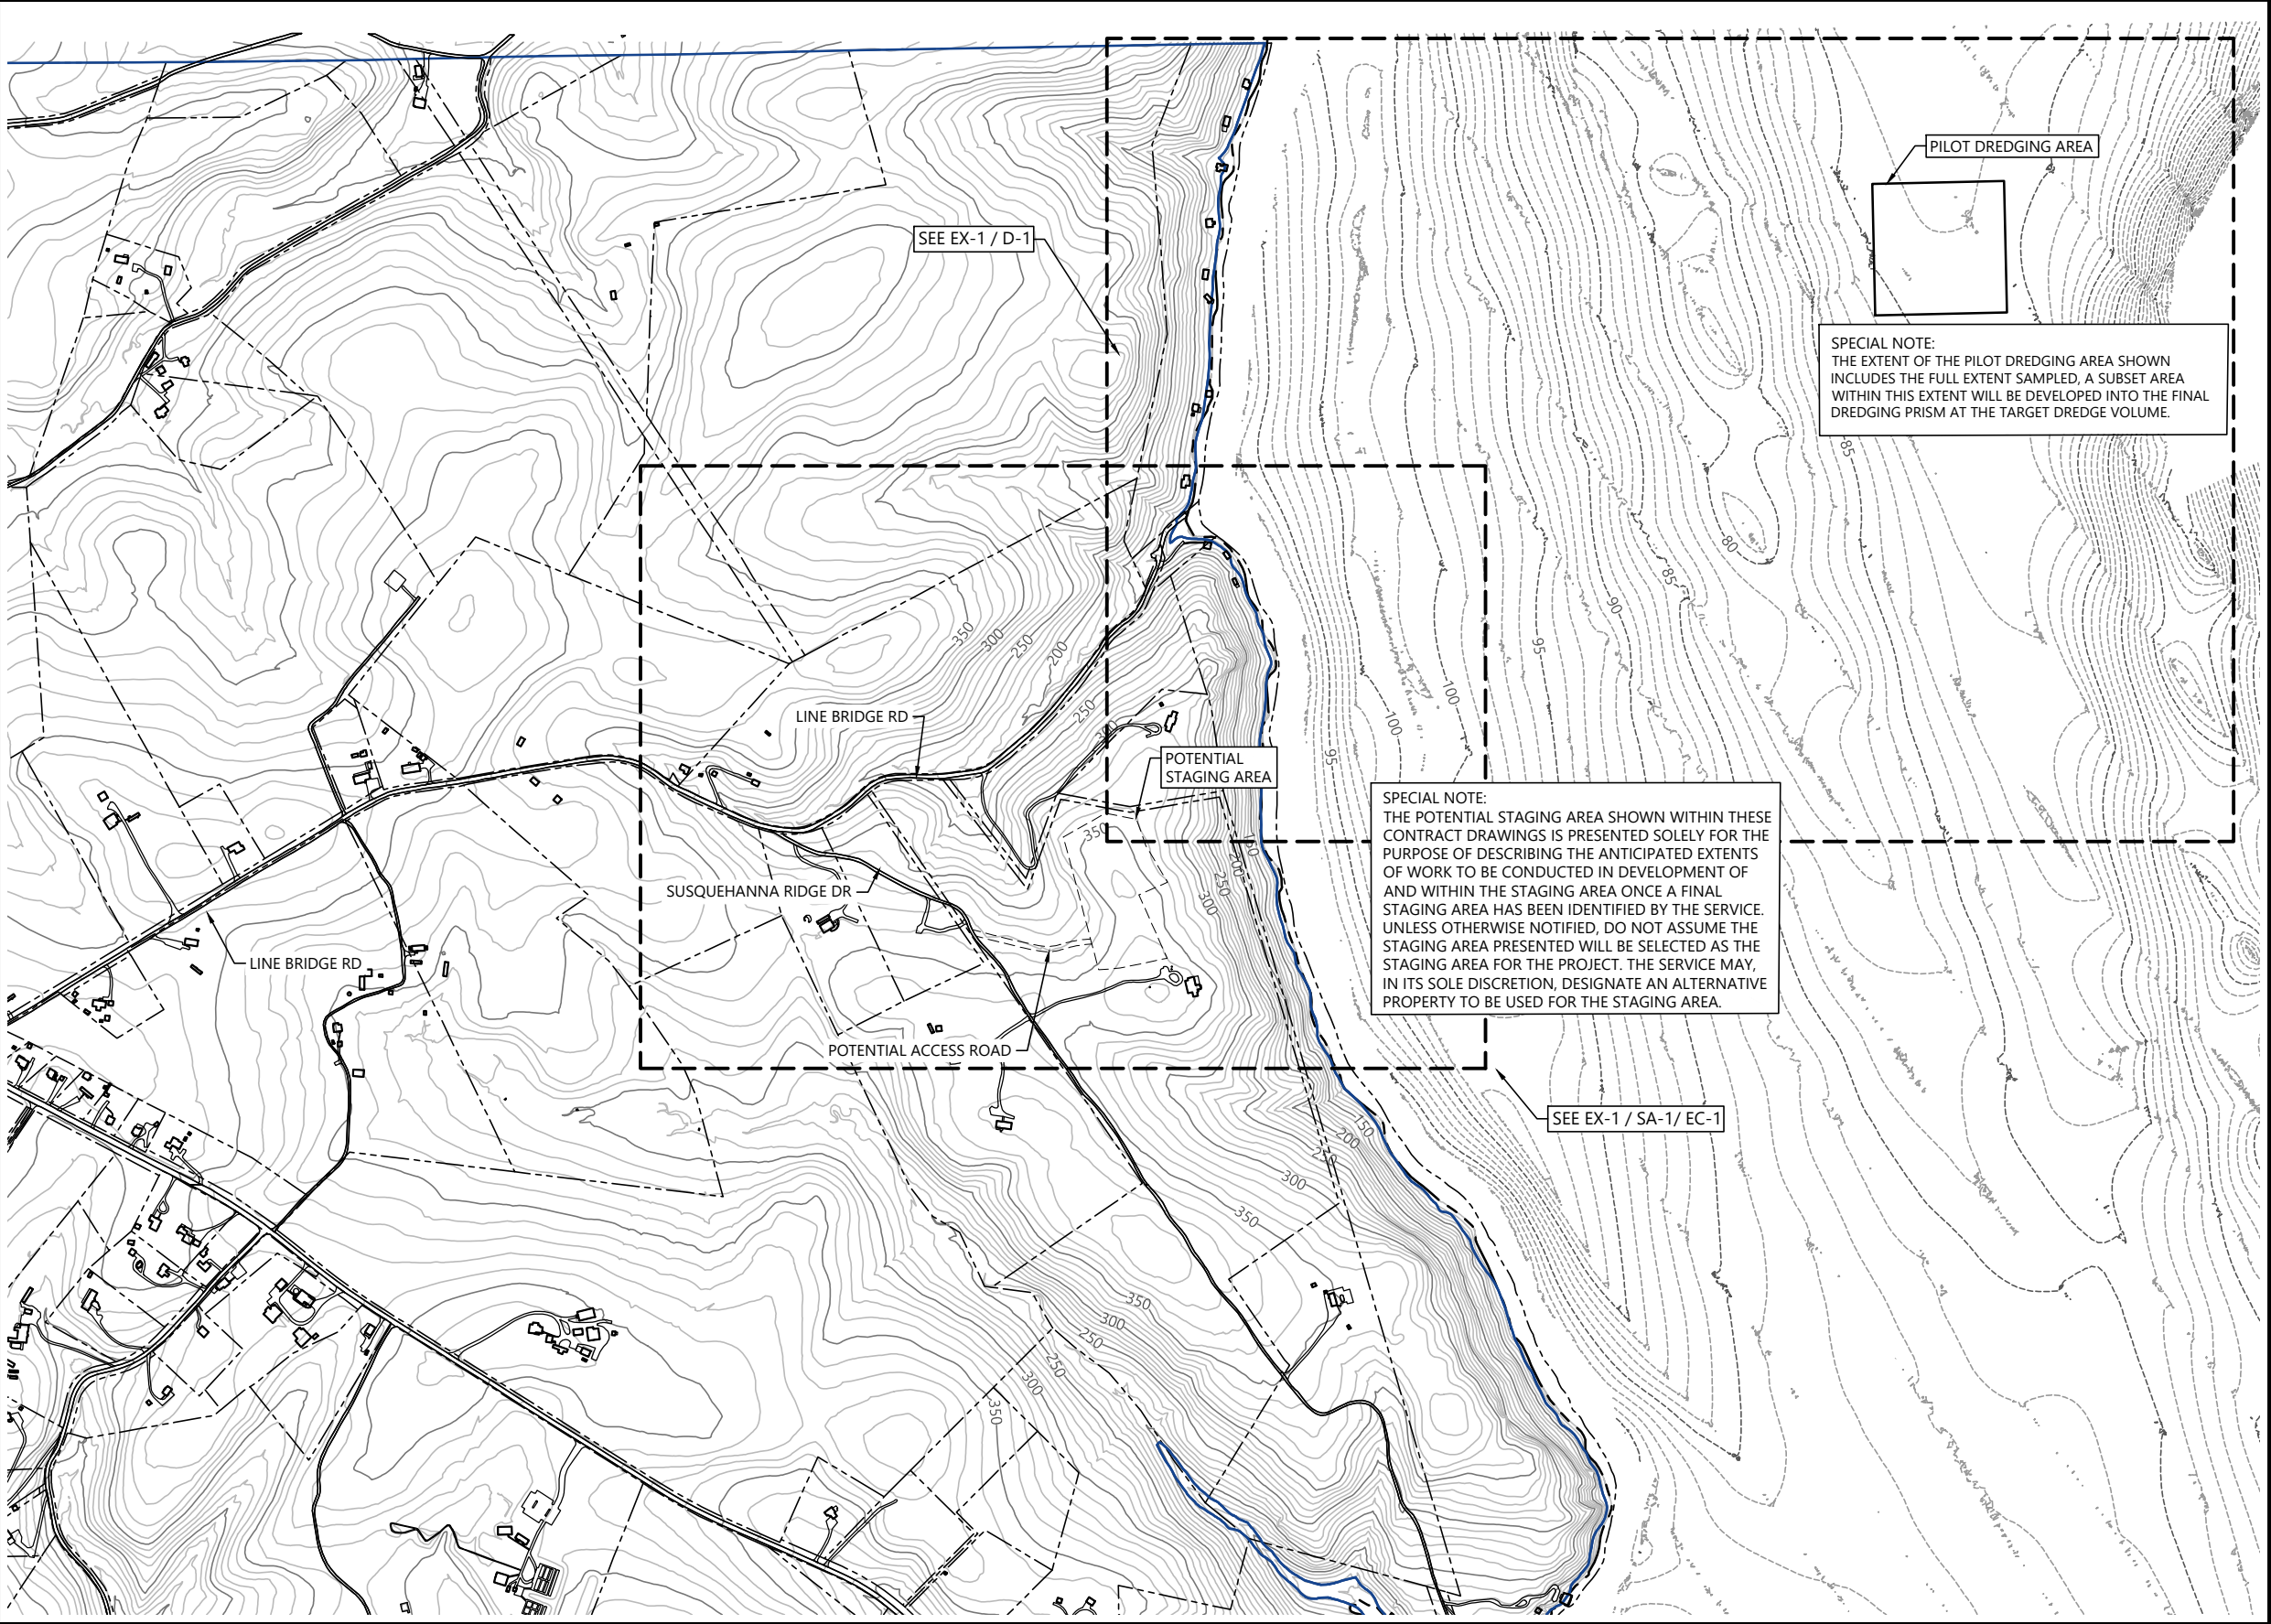 PILOT DREDGING AREA
SEE EX-1 / D-1
SPECIAL NOTE:
THE EXTENT OF THE PILOT DREDGING AREA SHOWN
INCLUDES THE FULL EXTENT SAMPLED, A SUBSET AREA
WITHIN THIS EXTENT WILL BE DEVELOPED INTO THE FINAL
DREDGING PRISM AT THE TARGET DREDGE VOLUME.
85
80
85
90
95
350
300
250
200
250
100
100
95
LINE BRIDGE RD
POTENTIAL
STAGING AREA
SPECIAL NOTE:
THE POTENTIAL STAGING AREA SHOWN WITHIN THESE
CONTRACT DRAWINGS IS PRESENTED SOLELY FOR THE
PURPOSE OF DESCRIBING THE ANTICIPATED EXTENTS
OF WORK TO BE CONDUCTED IN DEVELOPMENT OF
AND WITHIN THE STAGING AREA ONCE A FINAL
STAGING AREA HAS BEEN IDENTIFIED BY THE SERVICE.
UNLESS OTHERWISE NOTIFIED, DO NOT ASSUME THE
STAGING AREA PRESENTED WILL BE SELECTED AS THE
STAGING AREA FOR THE PROJECT. THE SERVICE MAY,
IN ITS SOLE DISCRETION, DESIGNATE AN ALTERNATIVE
PROPERTY TO BE USED FOR THE STAGING AREA.
350
150
200
250
300
SUSQUEHANNA RIDGE DR
LINE BRIDGE RD
POTENTIAL ACCESS ROAD
SEE EX-1 / SA-1/ EC-1
150
200
250
300
350
350
300
250
250
300
350